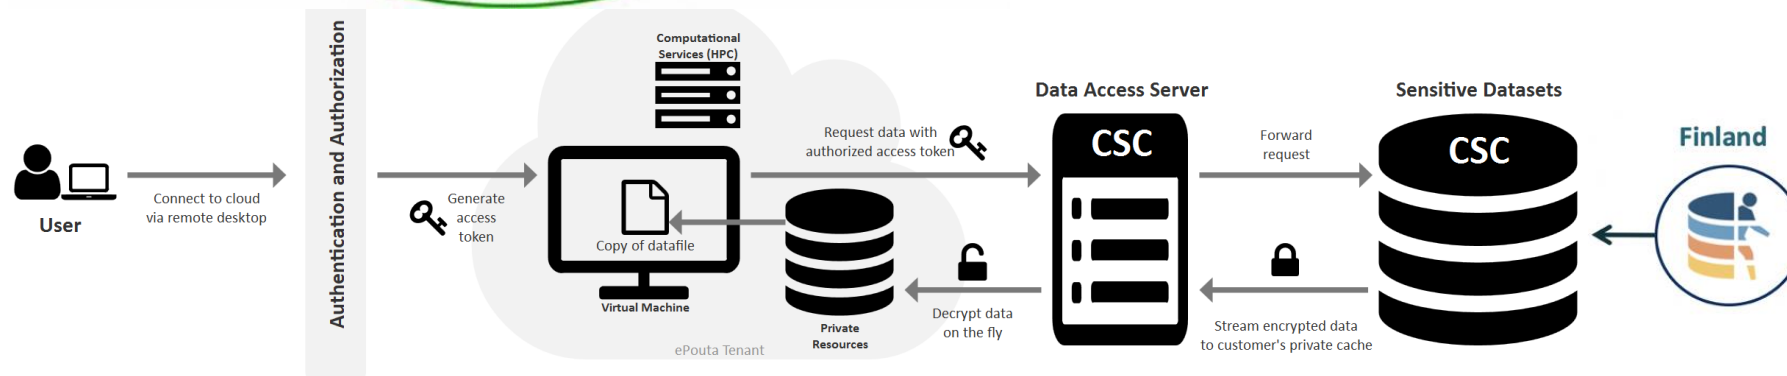 User
Connect to cloud
via remote desktop
Authentication and Authorization
Generate
access
token
Computational
Services (HPC)
Copy of datafile
Virtual Machine
ePouta Tenant
Private
Resources
Request data with
authorized access token
Decrypt data
on the fly
Data Access Server
CSC
Forward
request
Stream encrypted data
to customer's private cache
Sensitive Datasets
CSC
Finland